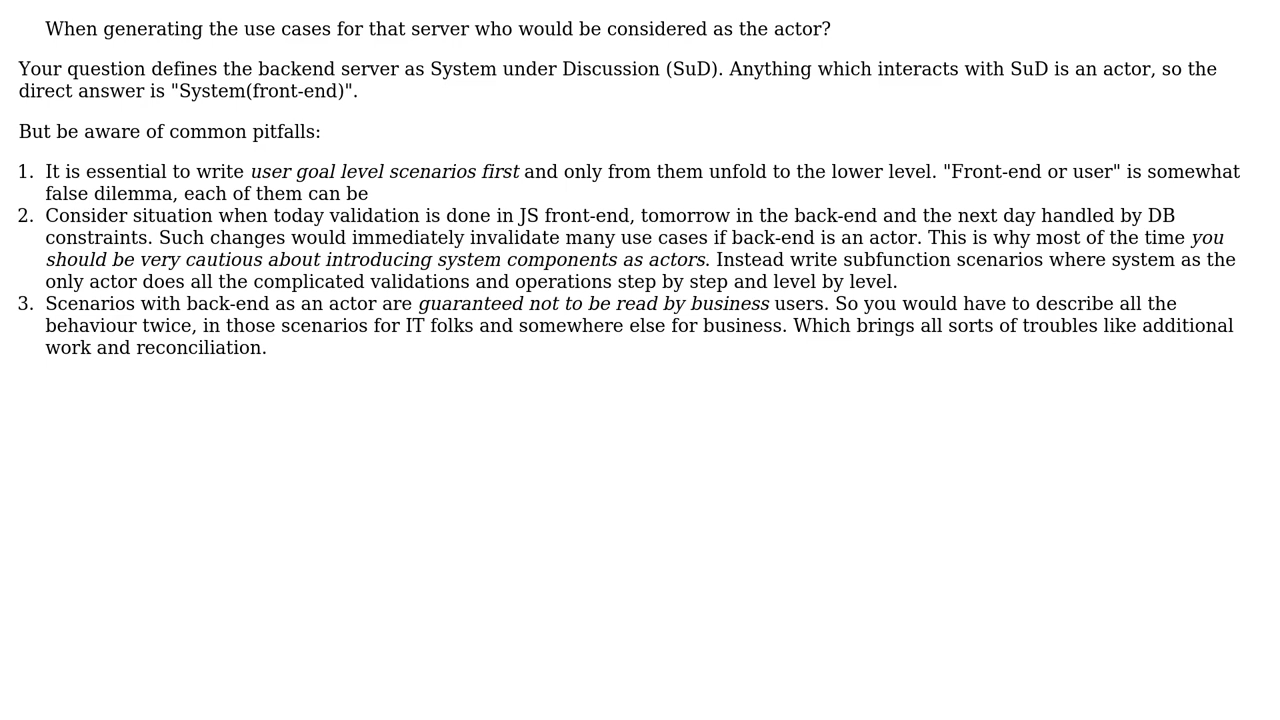 When generating the use cases for that server who would be considered as the actor?
Your question defines the backend server as System under Discussion (SuD). Anything which interacts with SuD is an actor, so the
direct answer is "System(front-end)".
But be aware of common pitfalls:
1. It is essential to write user goal level scenarios first and only from them unfold to the lower level. "Front-end or user" is somewhat
false dilemma, each of them can be
2. Consider situation when today validation is done in JS front-end, tomorrow in the back-end and the next day handled by DB
constraints. Such changes would immediately invalidate many use cases if back-end is an actor. This is why most of the time you
should be very cautious about introducing system components as actors. Instead write subfunction scenarios where system as the
only actor does all the complicated validations and operations step by step and level by level.
3. Scenarios with back-end as an actor are guaranteed not to be read by business users. So you would have to describe all the
behaviour twice, in those scenarios for IT folks and somewhere else for business. Which brings all sorts of troubles like additional
work and reconciliation.